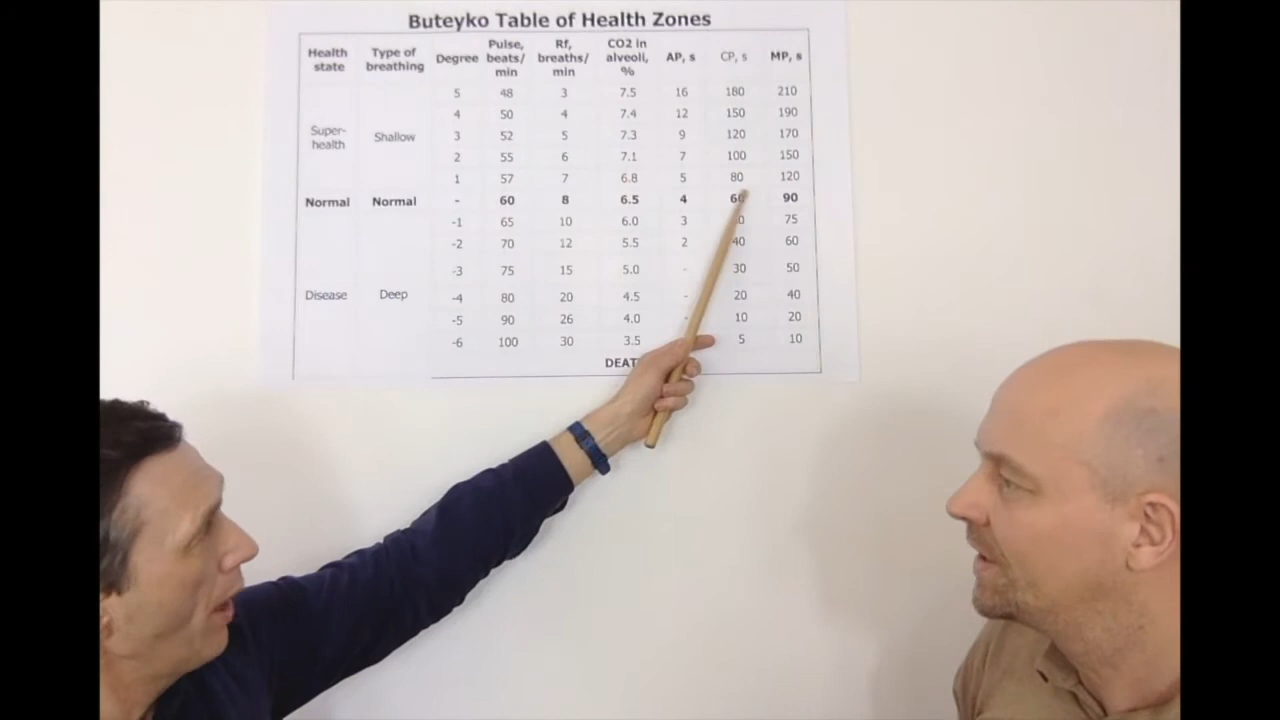 Buteyko Table of Health Zones
Health state Type of breathing Degree Pulse, beats/ min Rf, breaths/ min CO2 in alveoli, % AP, s CP, s MP, s
5 48 3 7.5 16 180 210
4 50 4 7.4 12 150 190
Super-health Shallow 3 52 5 7.3 9 120 170
2 55 6 7.1 7 100 150
1 57 7 6.8 5 80 120
Normal Normal - 60 8 6.5 4 60 90
-1 65 10 6.0 3 75
-2 70 12 5.5 2 40 60
-3 75 15 5.0 - 30 50
Disease Deep -4 80 20 4.5 - 20 40
-5 90 26 4.0 - 10 20
-6 100 30 3.5 5 10